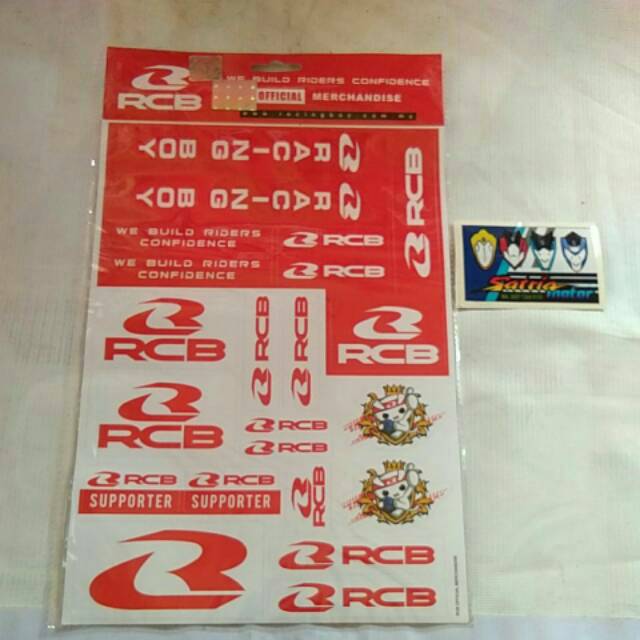 RCB
WE BUILD RIDERS CONFIDENCE
OFFICIAL MERCHANDISE
www.racingboy.com.my
RACING BOY
RACING BOY
RCB
WE BUILD RIDERS
CONFIDENCE
RCB
WE BUILD RIDERS
CONFIDENCE
RCB
RCB
RCB
RCB
RCB
RCB
RCB
RCB
RCB
RCB
RCB
SUPPORTER
SUPPORTER
RCB
RCB
RCB
RCB OFFICIAL MERCHANDISE
Satria
motor